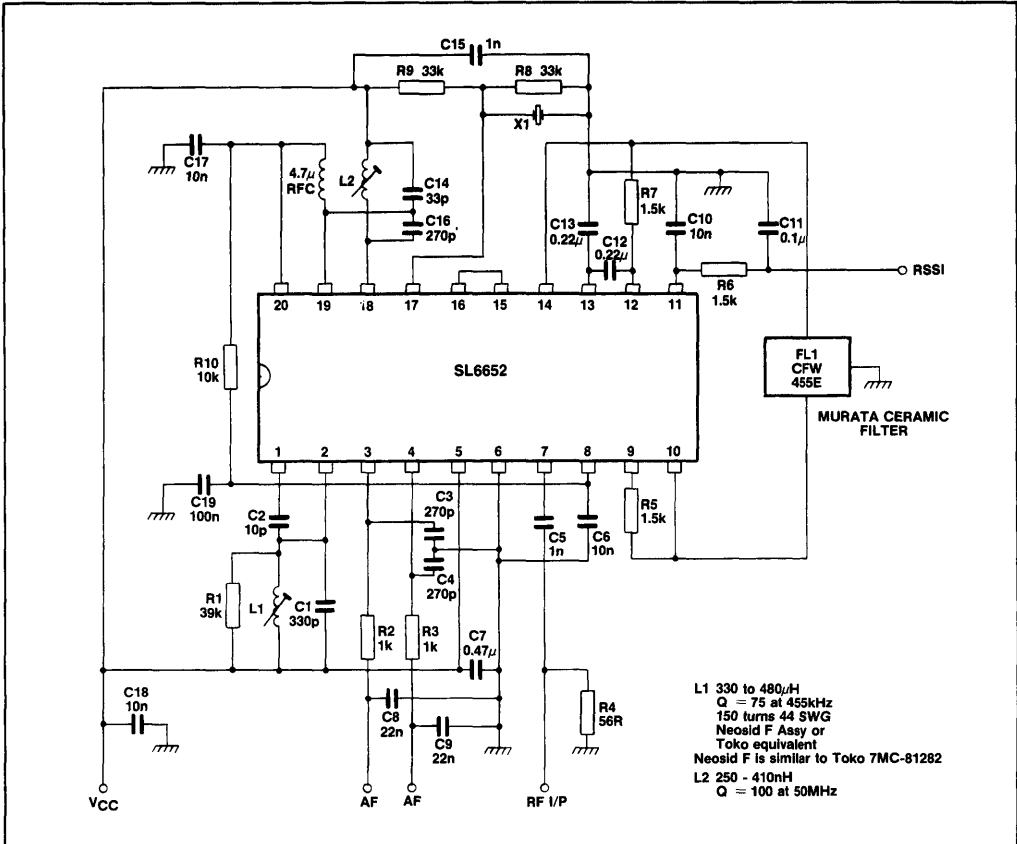 C15 1n
R9 33k
R8 33k
X1
C17
10n
4.7µ
RFC
L2
C14
33p
C16
270p
R7
1.5k
C13
0.22µ
C12
0.22µ
C10
10n
C11
0.1µ
R6
1.5k
RSSI
20 19 18 17 16 15 14 13 12 11
R10
10k
SL6652
FL1
CFW
455E
MURATA CERAMIC
FILTER
1 2 3 4 5 6 7 8 9 10
C19
100n
C2
10p
C3
270p
C4
270p
C5
1n
C6
10n
R5
1.5k
R1
39k
L1
C1
330p
R2
1k
R3
1k
C7
0.47µ
C18
10n
C8
22n
C9
22n
R4
56R
VCC
AF
AF
RF I/P
L1 330 to 480µH
Q = 75 at 455kHz
150 turns 44 SWG
Neosid F Assy or
Toko equivalent
Neosid F is similar to Toko 7MC-81282
L2 250 - 410nH
Q = 100 at 50MHz